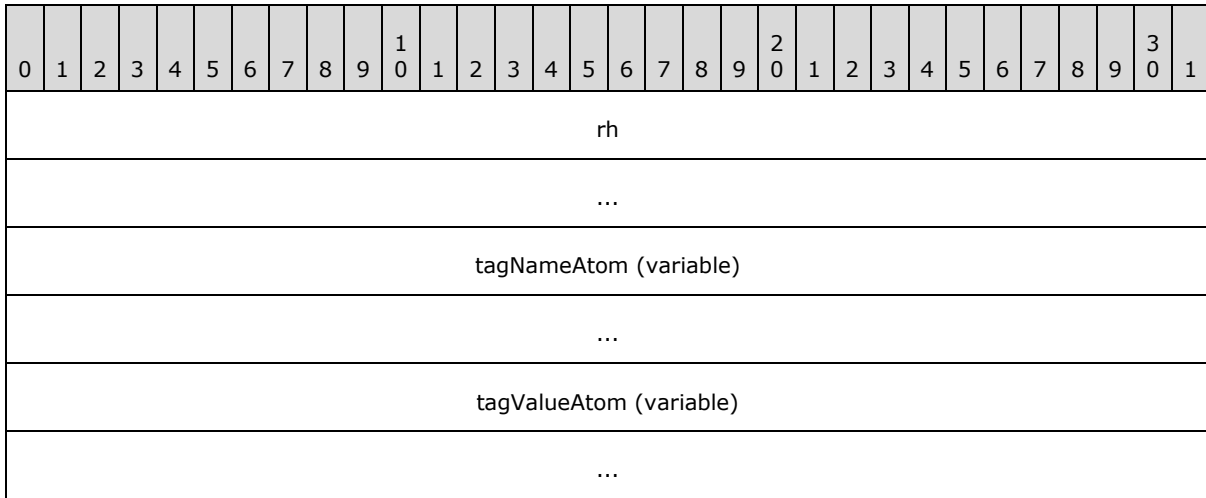 0 1 2 3 4 5 6 7 8 9 1 0 1 2 3 4 5 6 7 8 9 2 0 1 2 3 4 5 6 7 8 9 3 0 1
rh
...
tagNameAtom (variable)
...
tagValueAtom (variable)
...